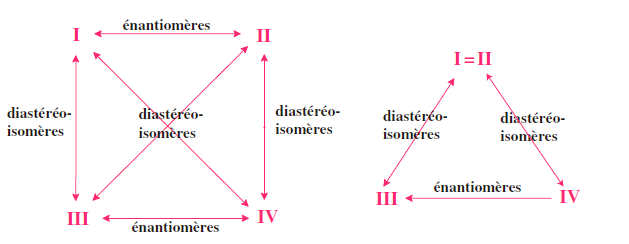 énantiomères
I II
diastéréo-
isomères
diastéréo-
isomères
diastéréo-
isomères
III IV
énantiomères
I = II
diastéréo-
isomères
diastéréo-
isomères
énantiomères
III IV